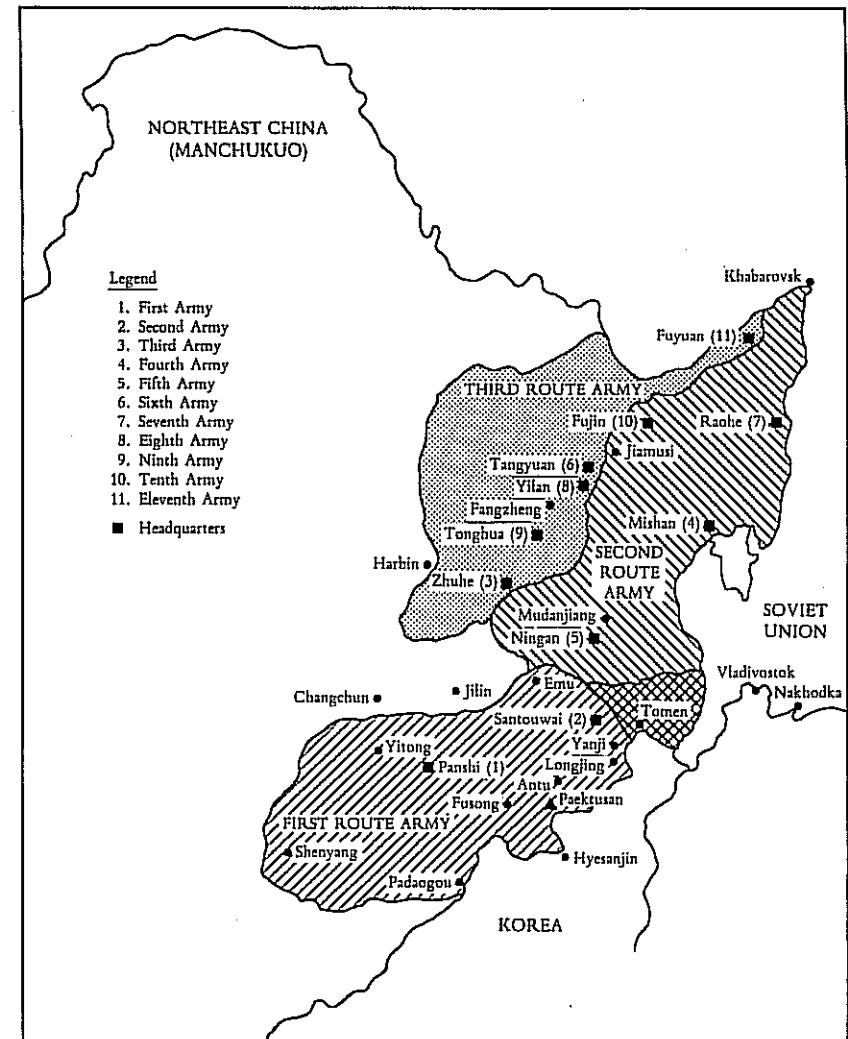 NORTHEAST CHINA
(MANCHUKUO)
Legend
1. First Army
2. Second Army
3. Third Army
4. Fourth Army
5. Fifth Army
6. Sixth Army
7. Seventh Army
8. Eighth Army
9. Ninth Army
10. Tenth Army
11. Eleventh Army
■ Headquarters
Khabarovsk
Fuyuan (11)
THIRD ROUTE ARMY
Fujin (10)
Raohe (7)
Jiamusi
Tangyuan (6)
Yilan (8)
Fangzheng
Mishan (4)
Tonghua (9)
SECOND
ROUTE
ARMY
Harbin
Zhuhe (3)
SOVIET
UNION
Mudanjiang
Ningan (5)
Vladivostok
Nakhodka
Emu
Jilin
Changchun
Tomen
Santouwai (2)
Yanji
Yitong
Longjing
Panshi (1)
Antu
Paektusan
Fusong
FIRST ROUTE ARMY
Shenyang
Hyesanjin
Padaogou
KOREA